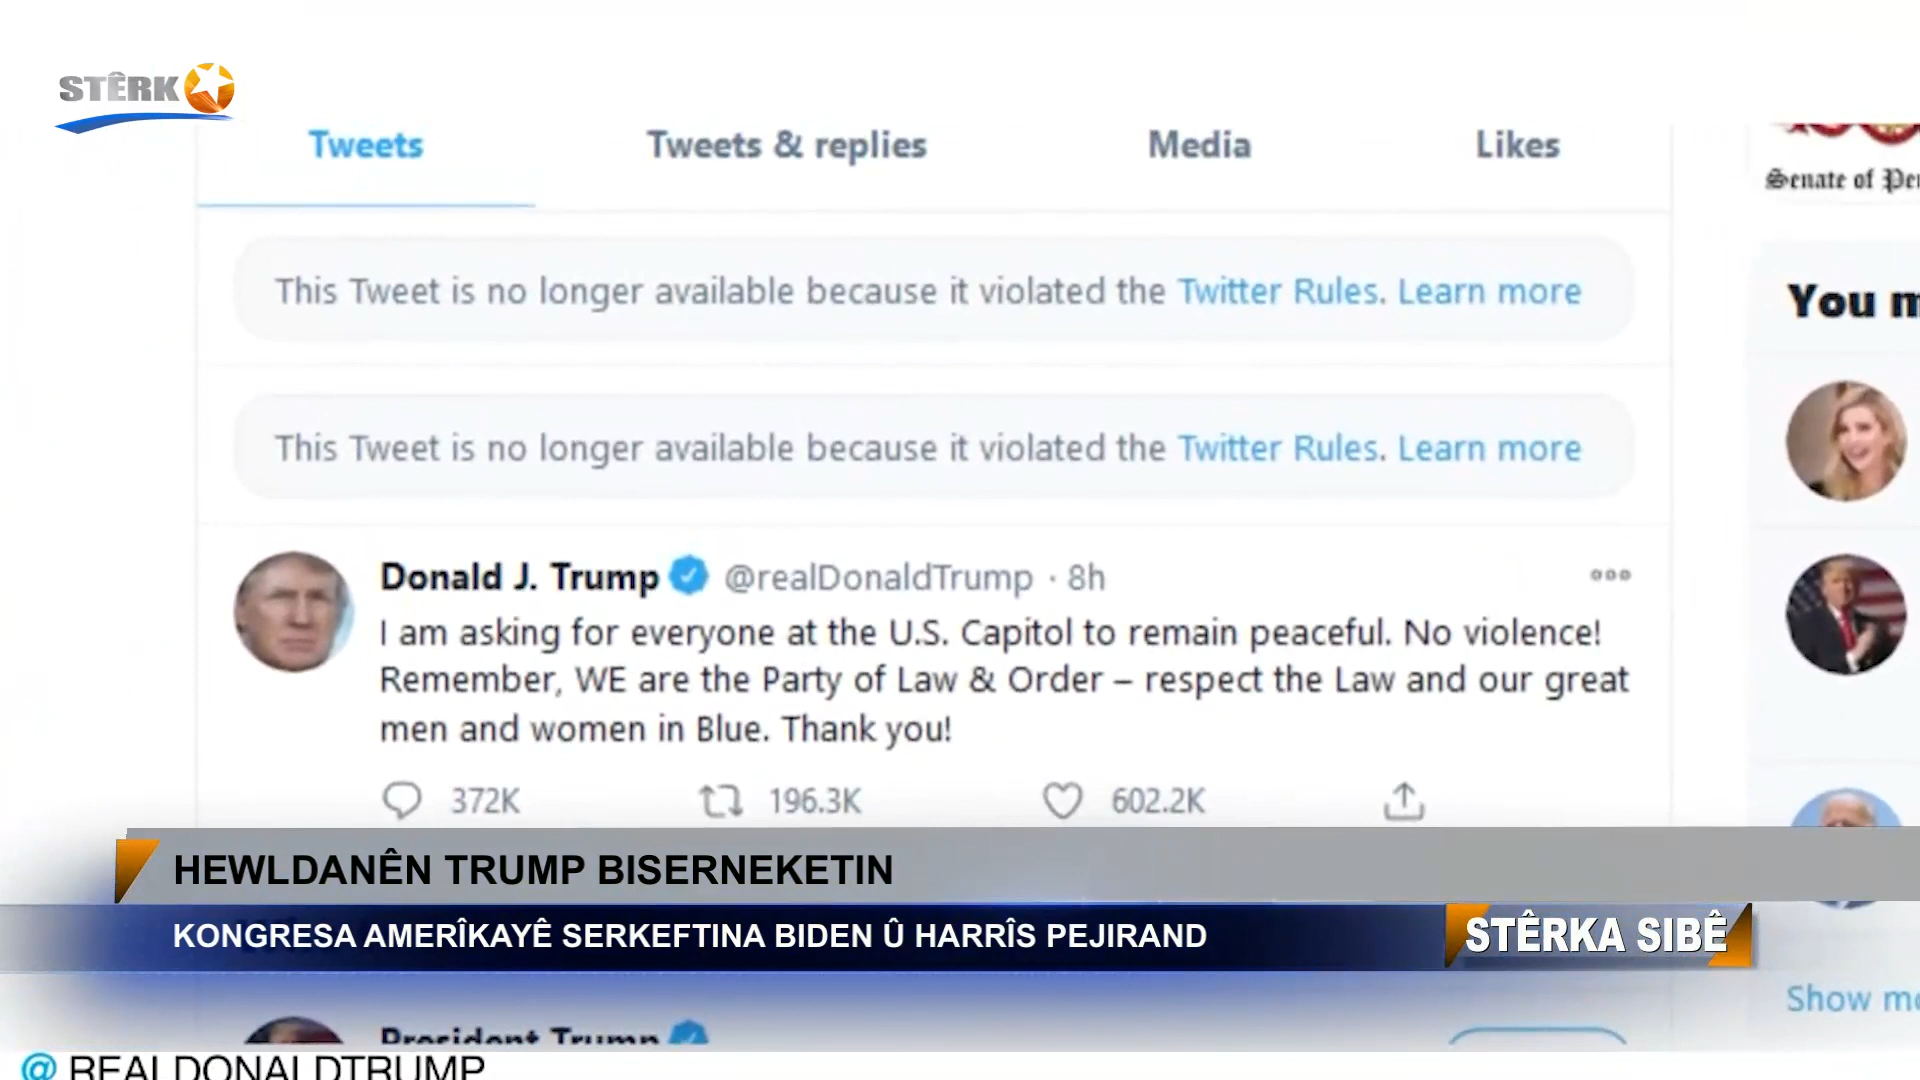 STÊRK
Tweets
Tweets & replies
Media
Likes
Senate of
This Tweet is no longer available because it violated the Twitter Rules. Learn more
You
This Tweet is no longer available because it violated the Twitter Rules. Learn more
Donald J. Trump @realDonaldTrump · 8h
I am asking for everyone at the U.S. Capitol to remain peaceful. No violence!
Remember, WE are the Party of Law & Order – respect the Law and our great
men and women in Blue. Thank you!
372K
196.3K
602.2K
HEWLDANÊN TRUMP BISERNEKETIN
KONGRESA AMERÎKAYÊ SERKEFTINA BIDEN Û HARRÎS PEJIRAND
STÊRKA SIBÊ
Show
President Trump
@ REALDONALDTRUMP